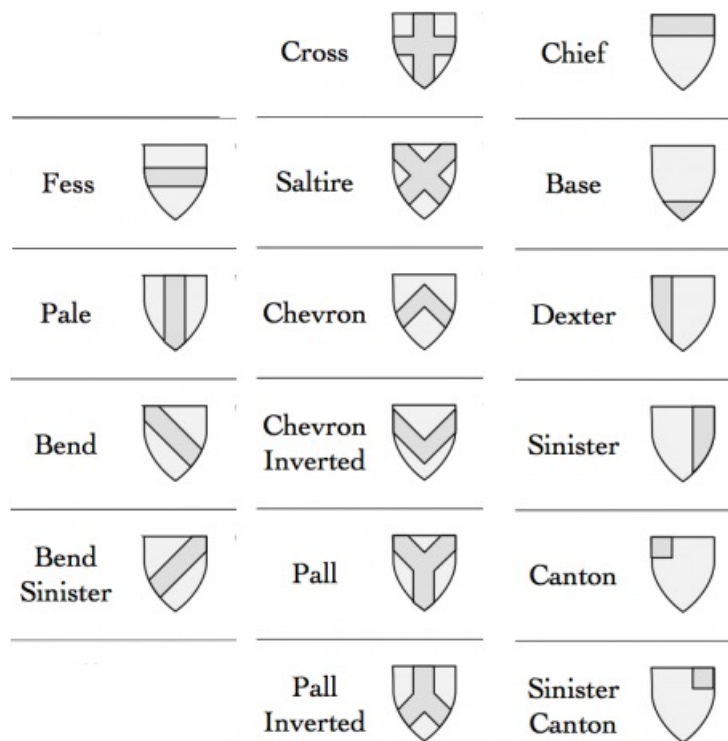 Cross
Chief
Fess
Saltire
Base
Pale
Chevron
Dexter
Bend
Chevron
Inverted
Sinister
Bend
Sinister
Pall
Canton
Pall
Inverted
Sinister
Canton